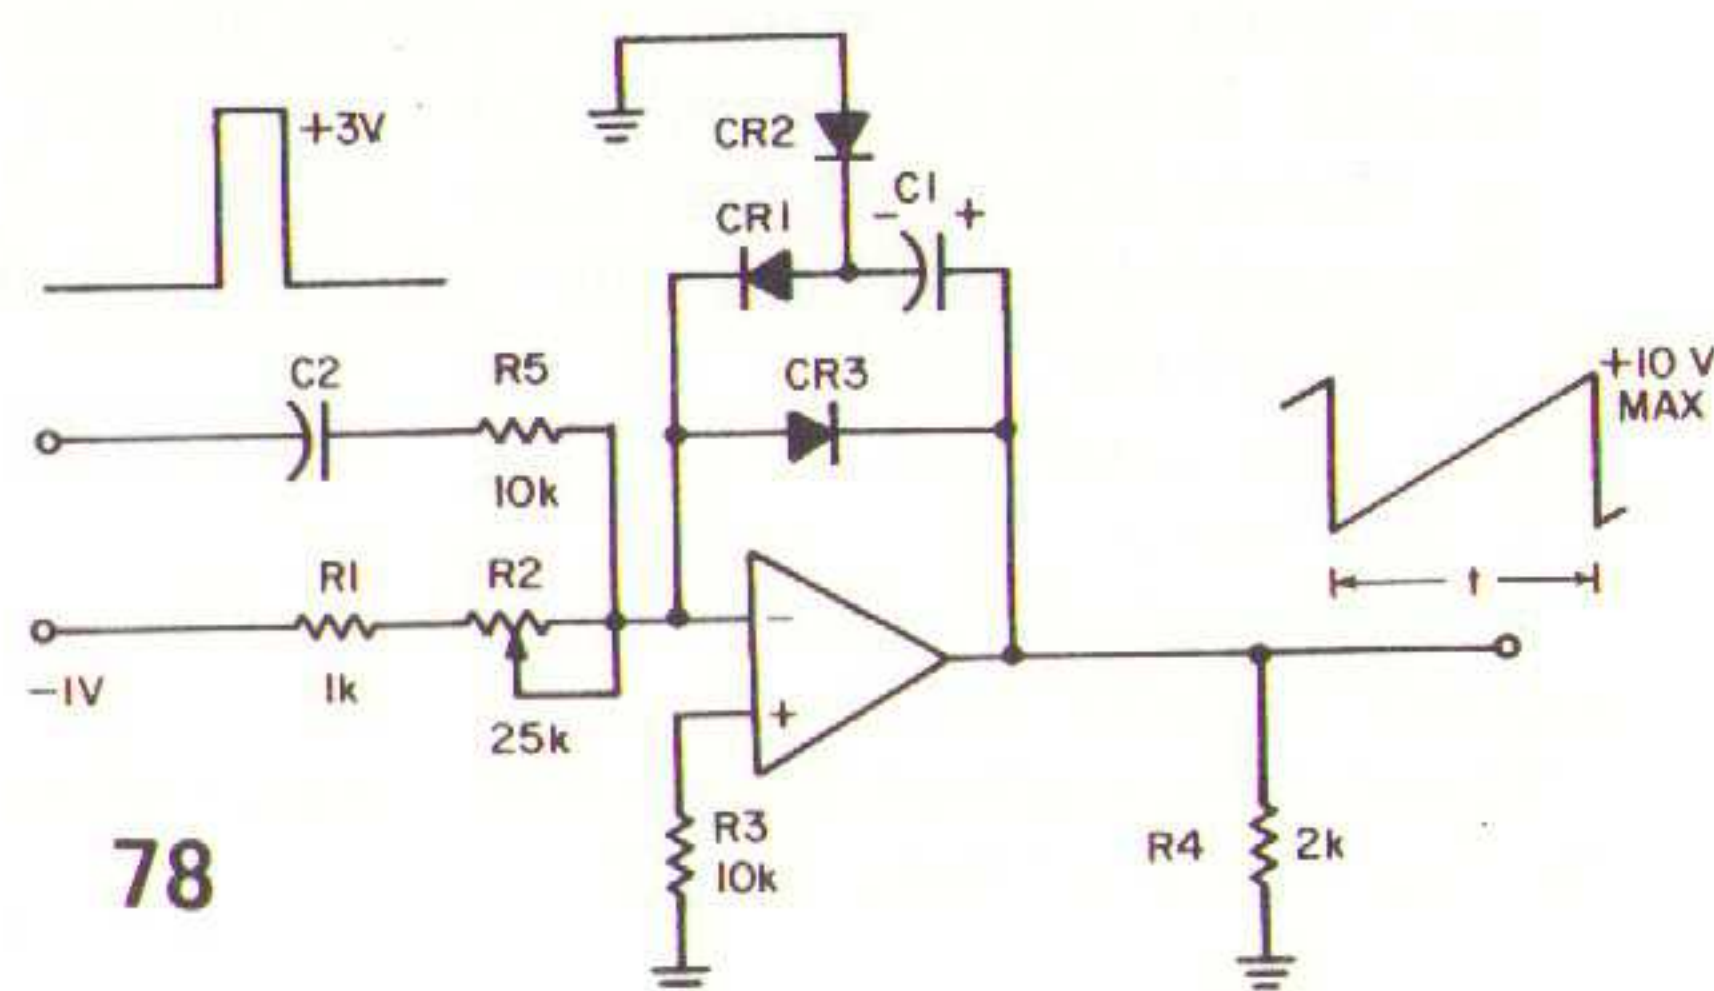 +3V
CR2
C1
CR1
- +
C2
R5
CR3
+10 V
MAX
10k
R1
R2
t
-
-1V
1k
+
25k
R3
10k
R4
2k
78